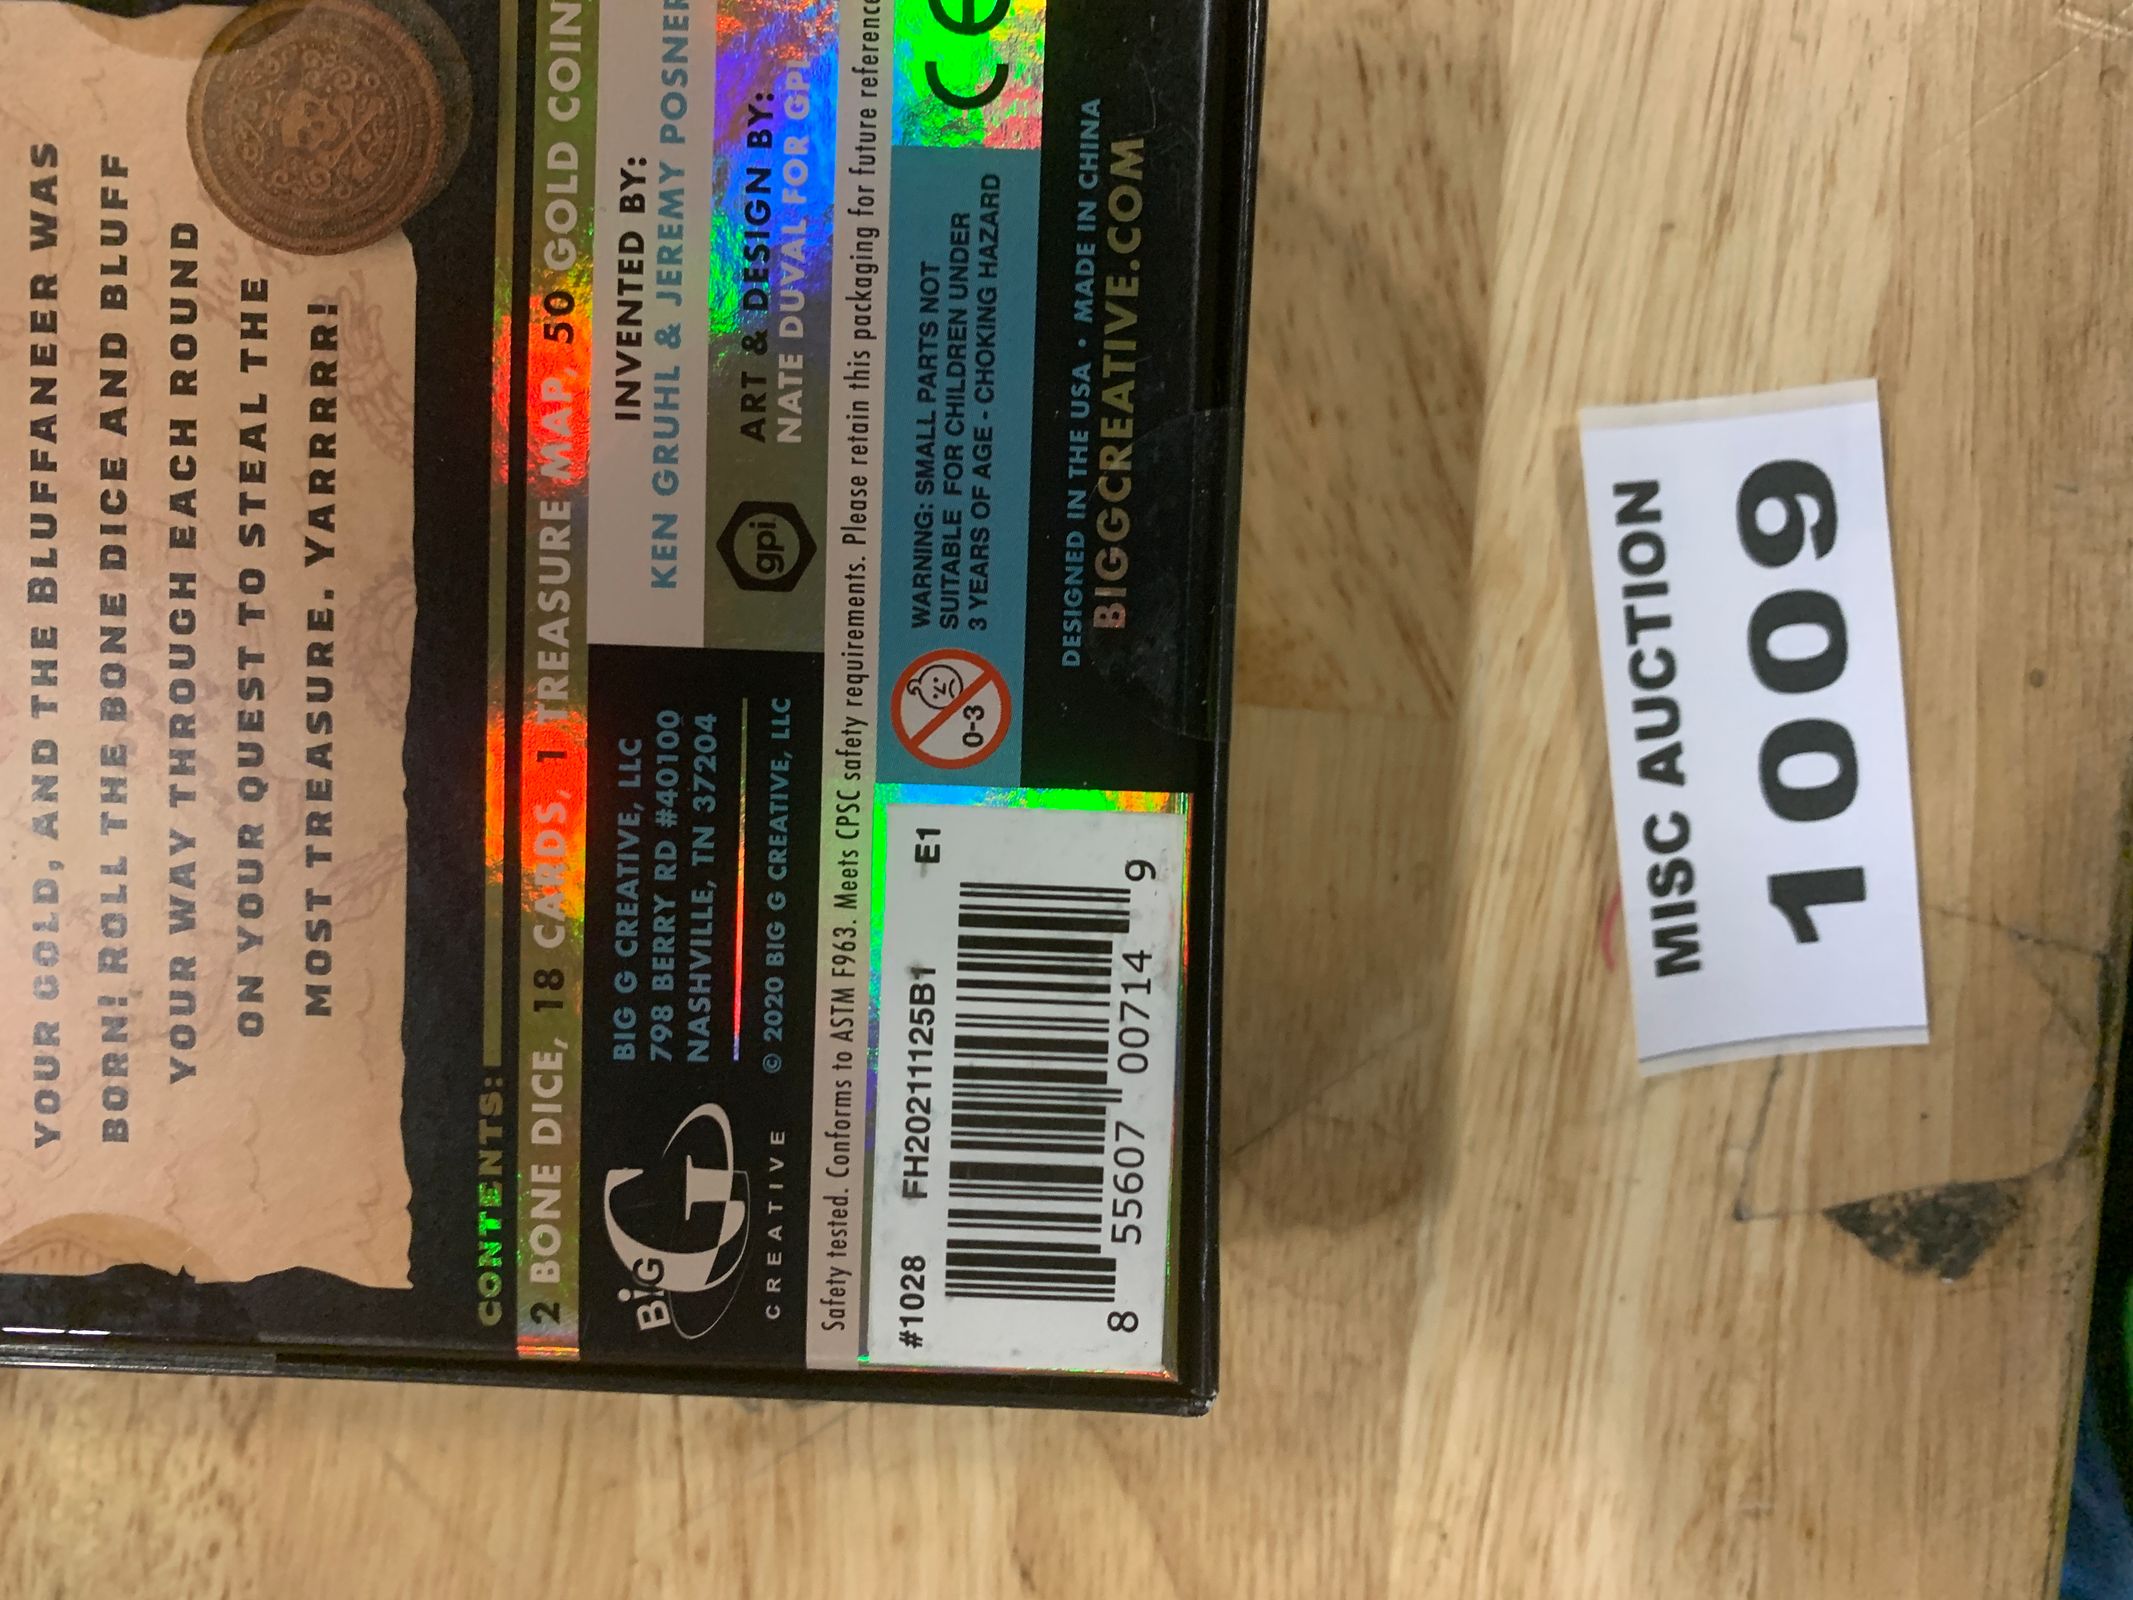 YOUR GOLD, AND THE BLUFFANEER WAS
BORN! ROLL THE BONE DICE AND BLUFF
YOUR WAY THROUGH EACH ROUND
ON YOUR QUEST TO STEAL THE
MOST TREASURE. YARRRR!
CONTENTS:
2 BONE DICE, 18 CARDS, 1 TREASURE MAP, 50 GOLD COIN
BiG G
CREATIVE
BIG G CREATIVE, LLC
798 BERRY RD #40100
NASHVILLE, TN 37204
© 2020 BIG G CREATIVE, LLC
INVENTED BY:
KEN GRUHL & JEREMY POSNER
gpi
ART & DESIGN BY:
NATE DUVAL FOR GPI
Safety tested. Conforms to ASTM F963. Meets CPSC safety requirements. Please retain this packaging for future reference
#1028 FH20211125B1 E1
8 55607 00714 9
0-3
WARNING: SMALL PARTS NOT
SUITABLE FOR CHILDREN UNDER
3 YEARS OF AGE - CHOKING HAZARD
CE
DESIGNED IN THE USA • MADE IN CHINA
BIGGCREATIVE.COM
MISC AUCTION
1009